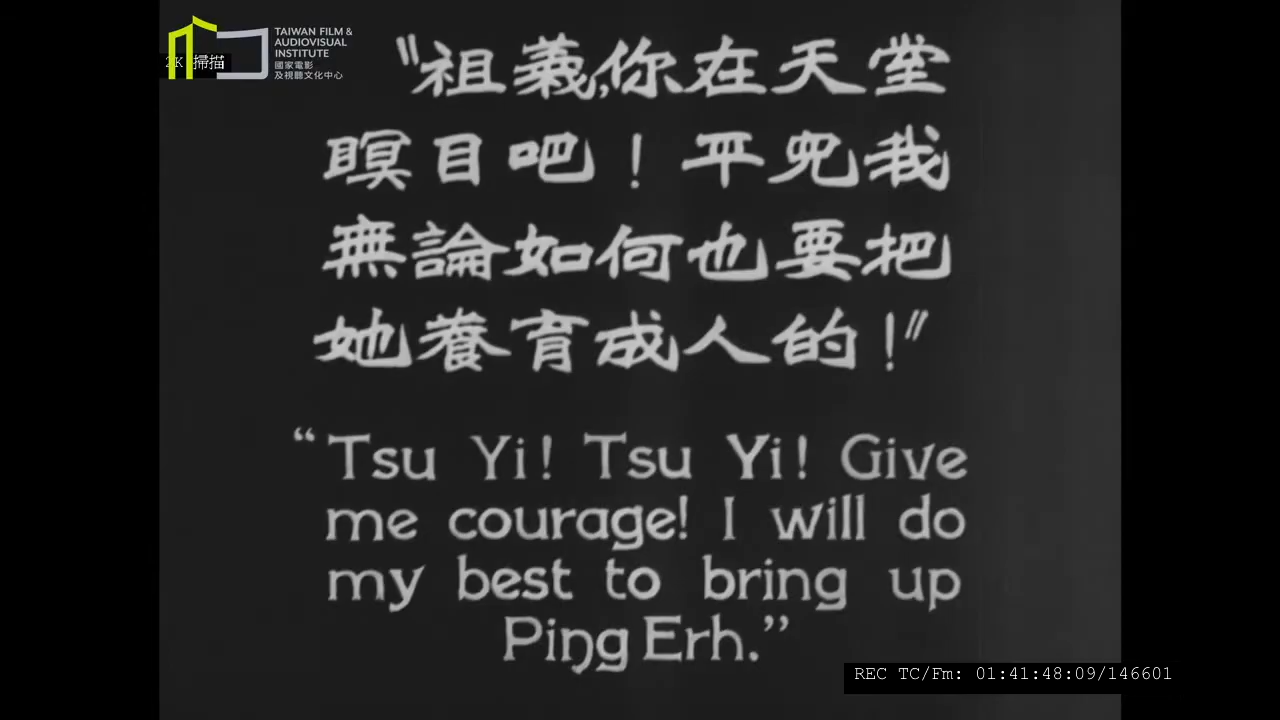 TAIWAN FILM &
AUDIOVISUAL
INSTITUTE
國家電影
及視聽文化中心
2K 掃描
"祖義,你在天堂
瞑目吧！平兒我
無論如何也要把
她養育成人的！"
“Tsu Yi! Tsu Yi! Give
me courage! I will do
my best to bring up
Ping Erh.”
REC TC/Fm: 01:41:48:09/146601